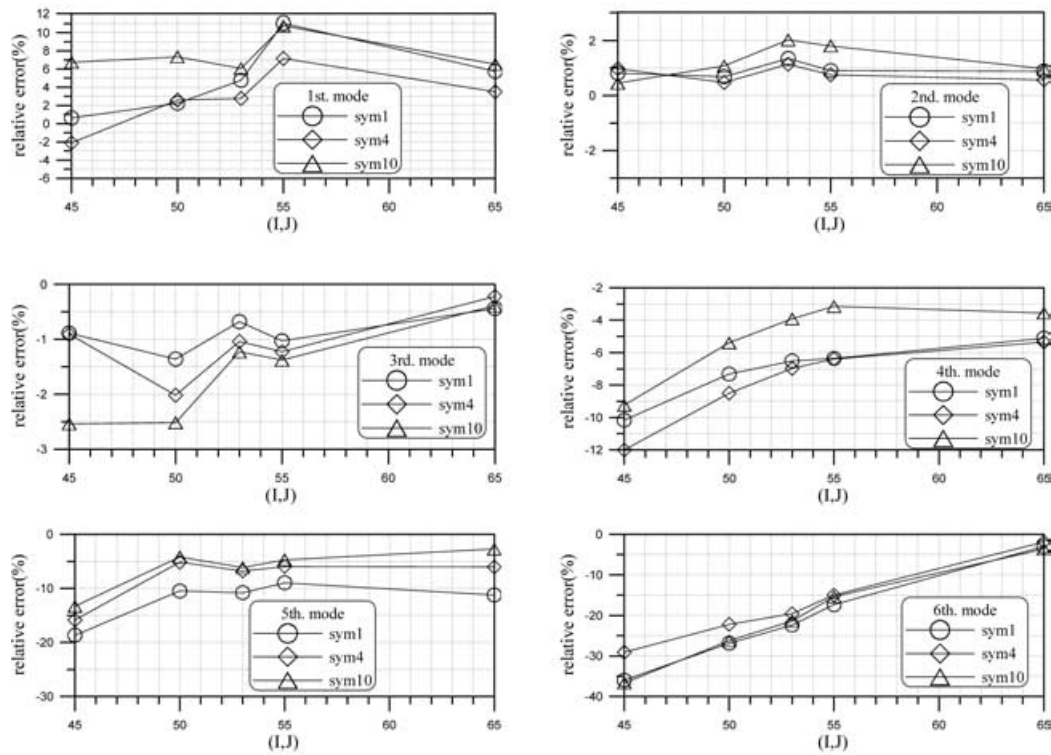 relative error(%)
12
10
8
6
4
2
0
-2
-4
-6
1st. mode
sym1
sym4
sym10
45 50 55 60 65
(I,J)
relative error(%)
2
0
-2
2nd. mode
sym1
sym4
sym10
45 50 55 60 65
(I,J)
relative error(%)
0
-1
-2
-3
3rd. mode
sym1
sym4
sym10
45 50 55 60 65
(I,J)
relative error(%)
-2
-4
-6
-8
-10
-12
4th. mode
sym1
sym4
sym10
45 50 55 60 65
(I,J)
relative error(%)
0
-10
-20
-30
5th. mode
sym1
sym4
sym10
45 50 55 60 65
(I,J)
relative error(%)
0
-10
-20
-30
-40
6th. mode
sym1
sym4
sym10
45 50 55 60 65
(I,J)